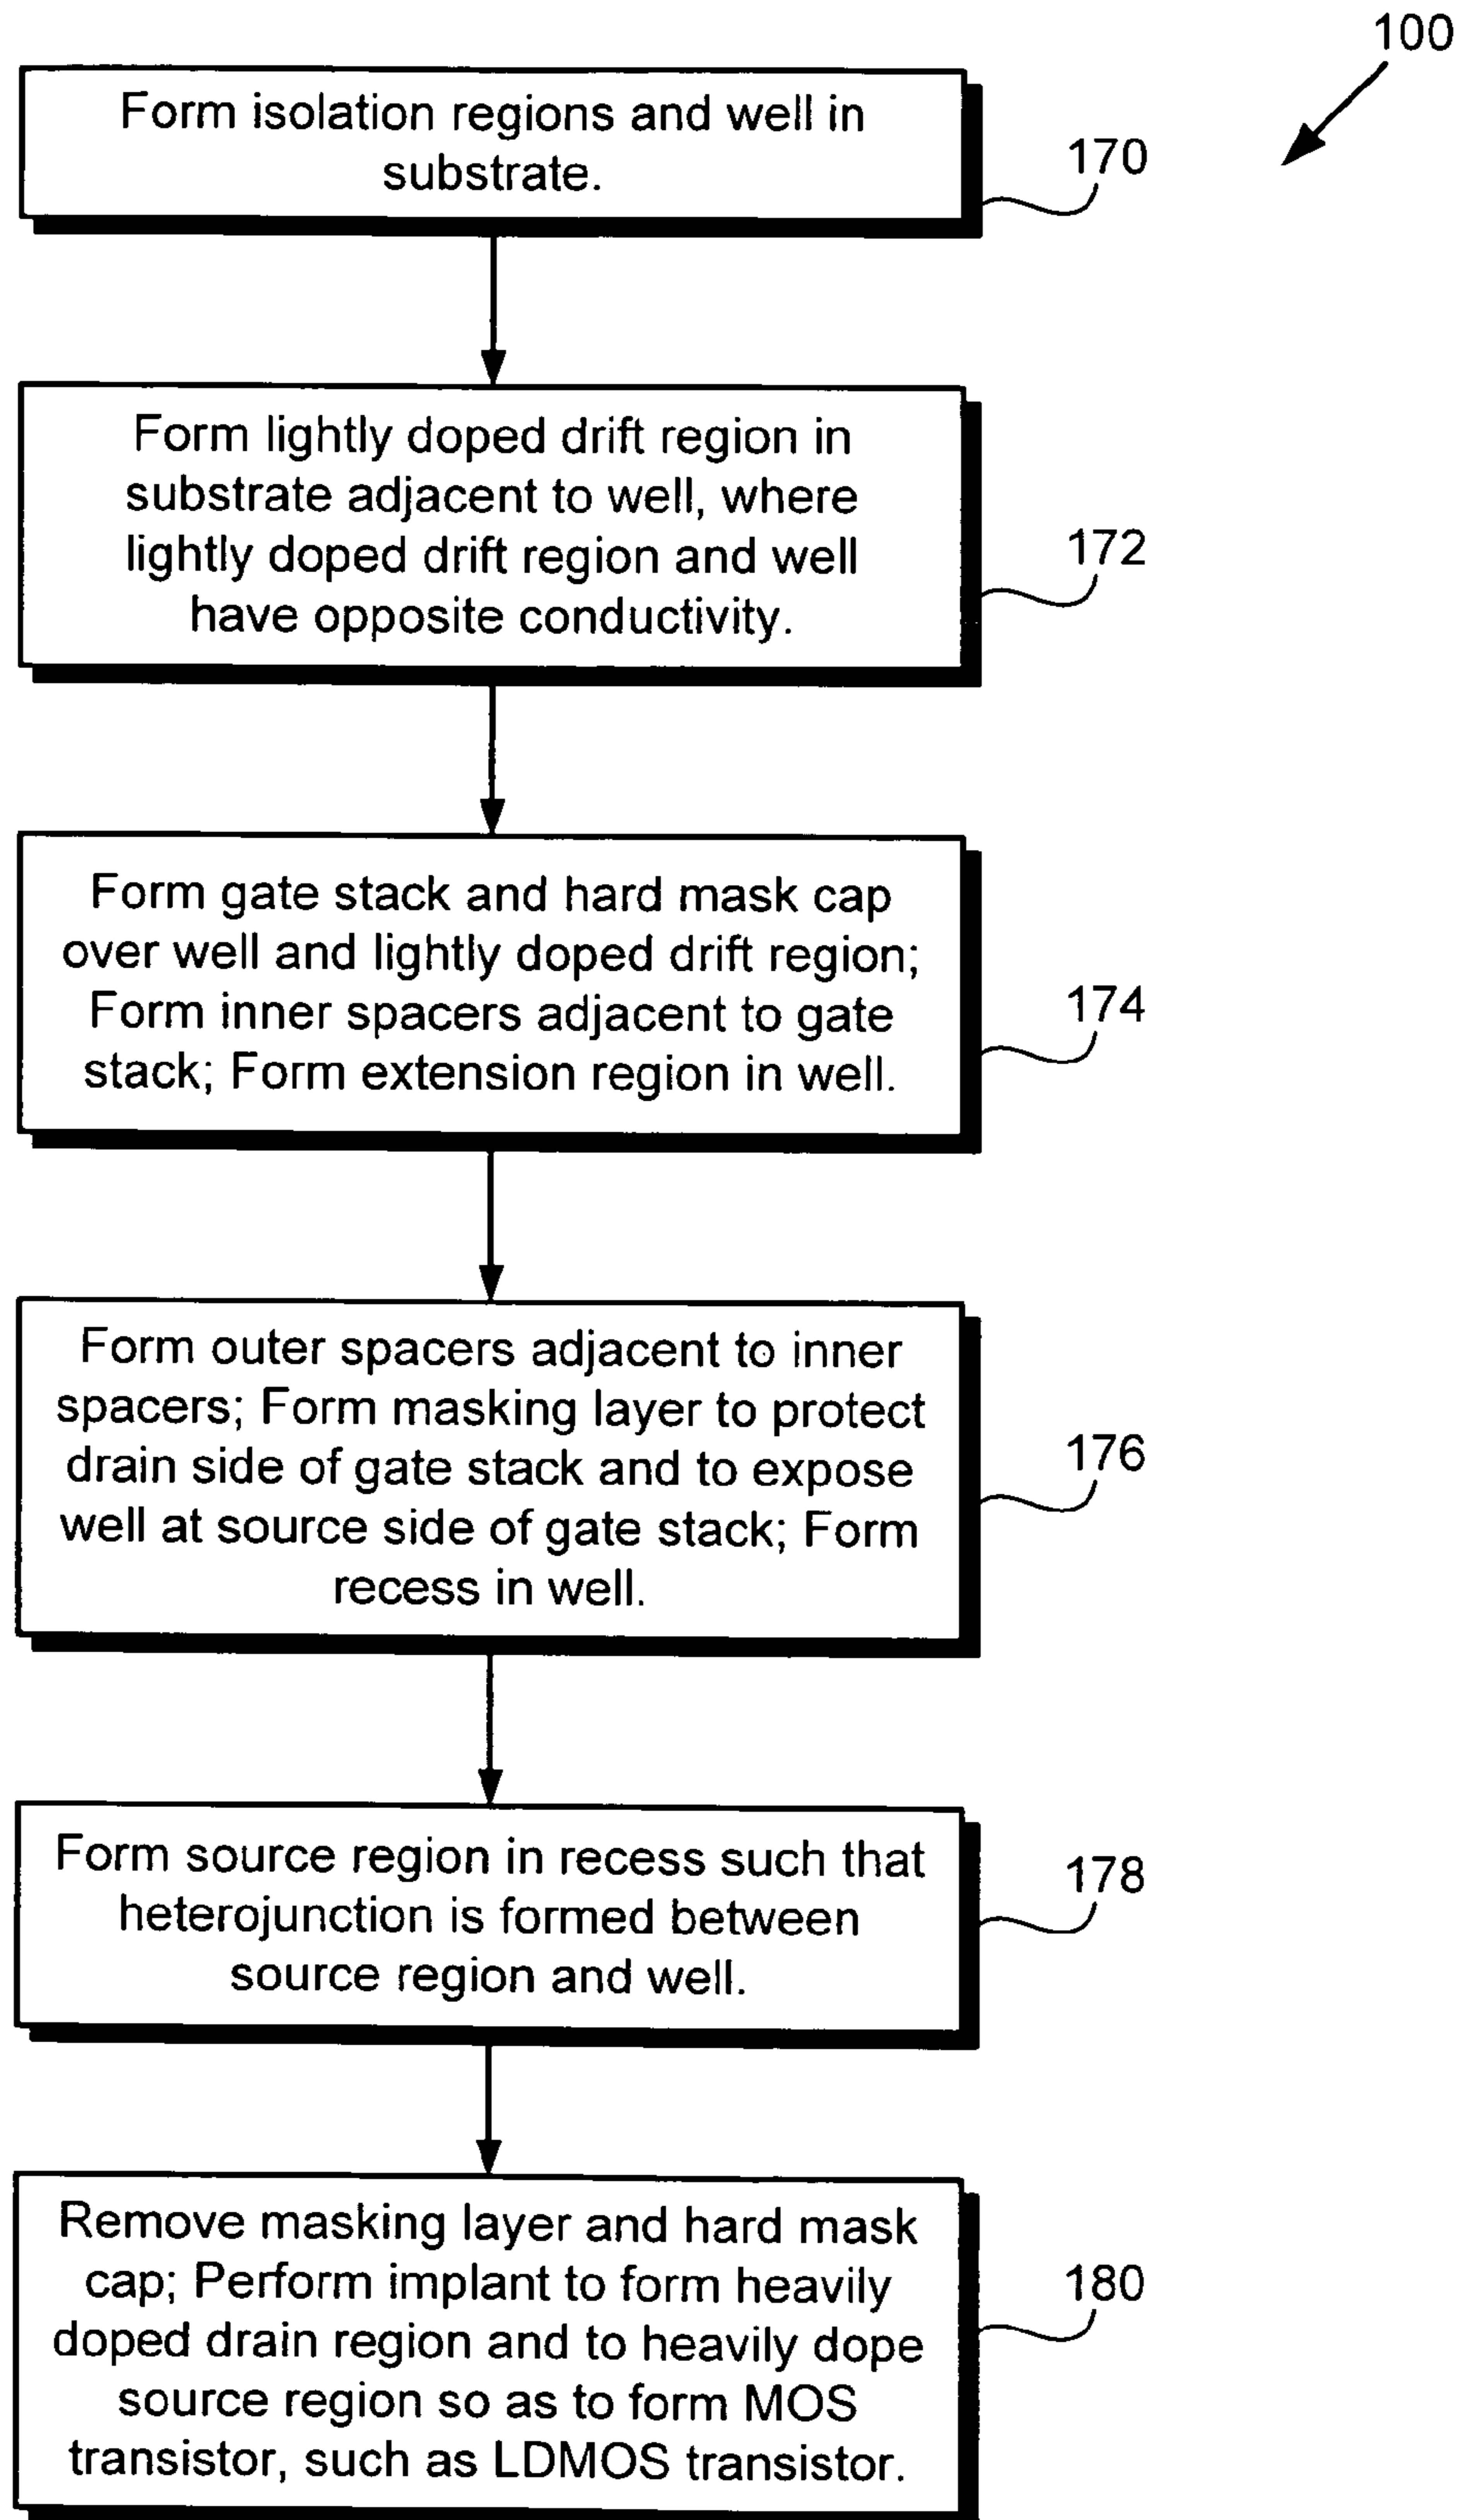 100
Form isolation regions and well in
substrate.
170
Form lightly doped drift region in
substrate adjacent to well, where
lightly doped drift region and well
have opposite conductivity.
172
Form gate stack and hard mask cap
over well and lightly doped drift region;
Form inner spacers adjacent to gate
stack; Form extension region in well.
174
Form outer spacers adjacent to inner
spacers; Form masking layer to protect
drain side of gate stack and to expose
well at source side of gate stack; Form
recess in well.
176
Form source region in recess such that
heterojunction is formed between
source region and well.
178
Remove masking layer and hard mask
cap; Perform implant to form heavily
doped drain region and to heavily dope
source region so as to form MOS
transistor, such as LDMOS transistor.
180